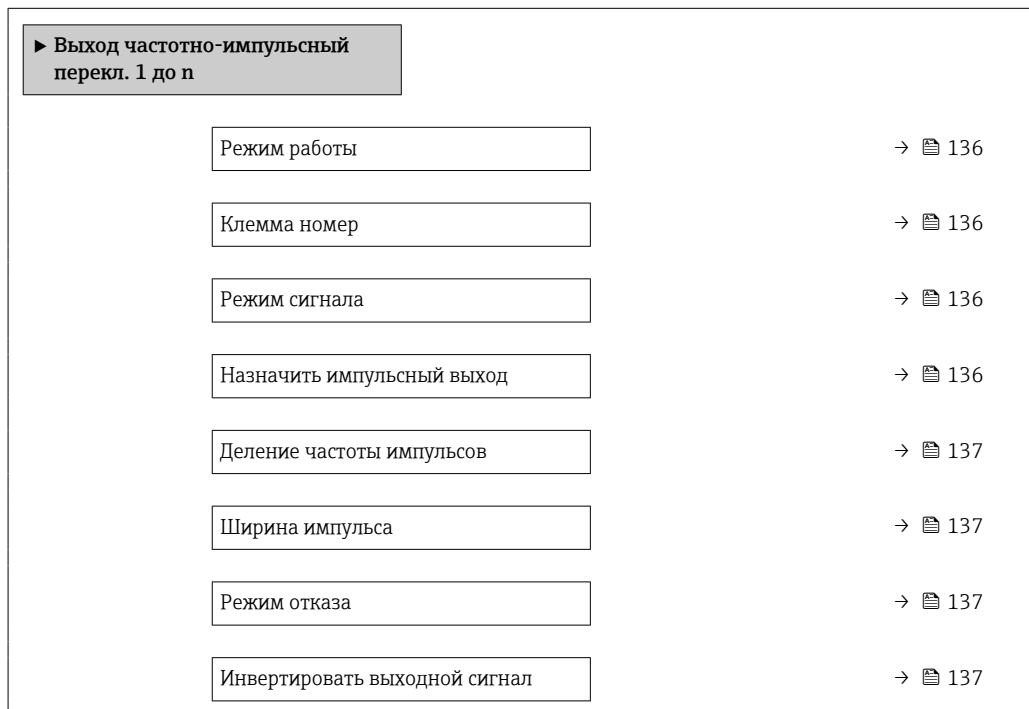 ▶ Выход частотно-импульсный
перекл. 1 до n
Режим работы → 136
Клемма номер → 136
Режим сигнала → 136
Назначить импульсный выход → 136
Деление частоты импульсов → 137
Ширина импульса → 137
Режим отказа → 137
Инвертировать выходной сигнал → 137